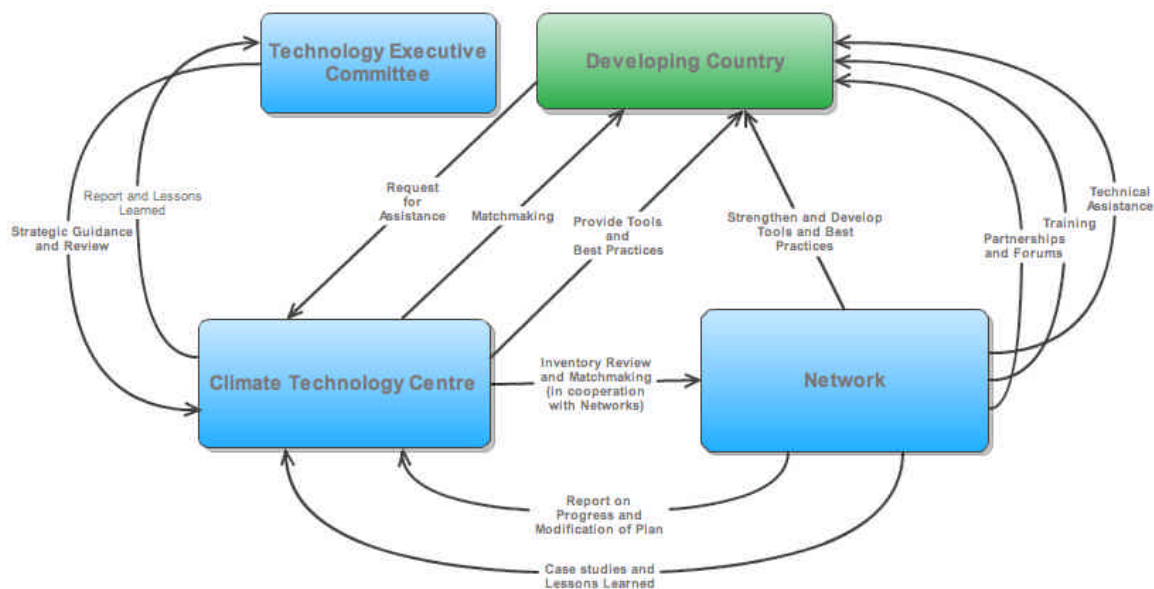 Technology Executive
Committee
Developing Country
Report and Lessons
Learned
Strategic Guidance
and Review
Request
for
Assistance
Matchmaking
Provide Tools
and
Best Practices
Strengthen and Develop
Tools and Best
Practices
Technical
Assistance
Training
Partnerships
and Forums
Climate Technology Centre
Inventory Review
and Matchmaking
(in cooperation
with Networks)
Network
Report on
Progress and
Modification of Plan
Case studies and
Lessons Learned